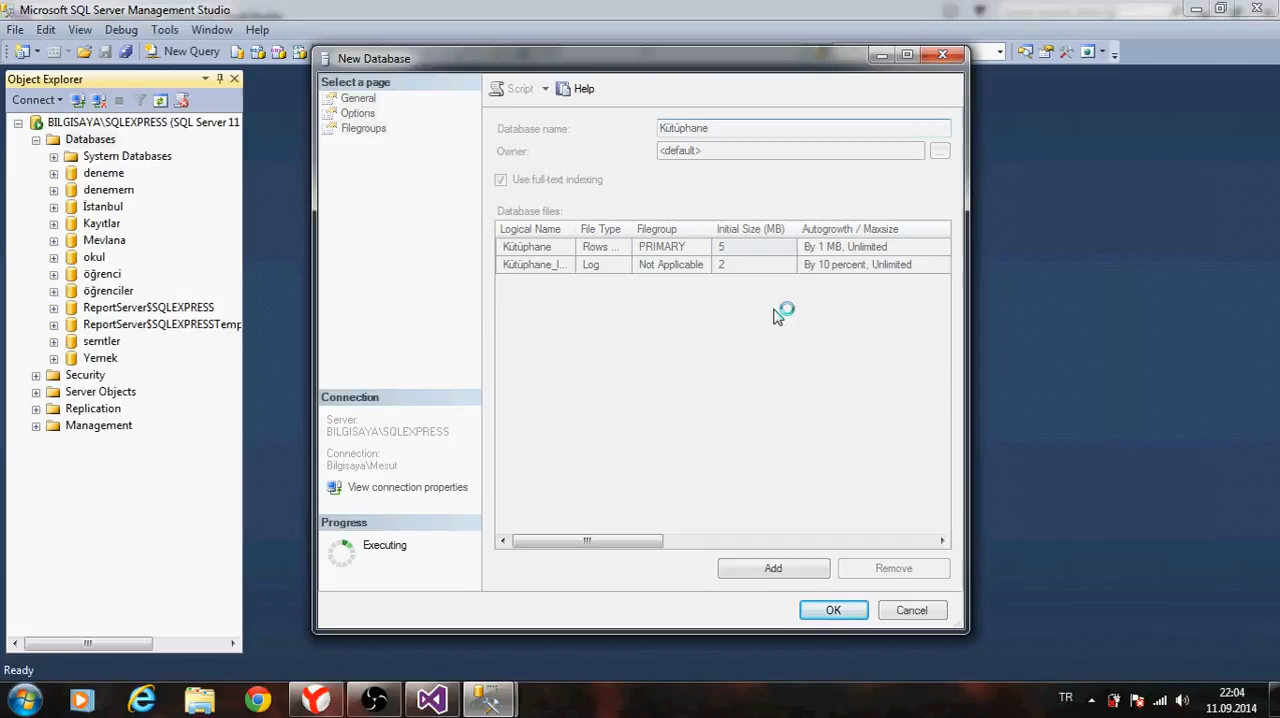 Microsoft SQL Server Management Studio
File Edit View Debug Tools Window Help
New Query
Object Explorer
Connect
BILGISAYA\SQLEXPRESS (SQL Server 11
Databases
System Databases
deneme
denemem
İstanbul
Kayıtlar
Mevlana
okul
öğrenci
öğrenciler
ReportServer$SQLEXPRESS
ReportServer$SQLEXPRESSTemp
semtler
Yemek
Security
Server Objects
Replication
Management
New Database
Select a page
General
Options
Filegroups
Script Help
Database name: Kütüphane
Owner: <default>
...
Use full-text indexing
Database files:
Logical Name File Type Filegroup Initial Size (MB) Autogrowth / Maxsize
Kütüphane Rows ... PRIMARY 5 By 1 MB, Unlimited
Kütüphane_l... Log Not Applicable 2 By 10 percent, Unlimited
Connection
Server:
BILGISAYA\SQLEXPRESS
Connection:
Bilgisaya\Mesut
View connection properties
Progress
Executing
Add Remove
OK Cancel
Ready
TR
22:04
11.09.2014